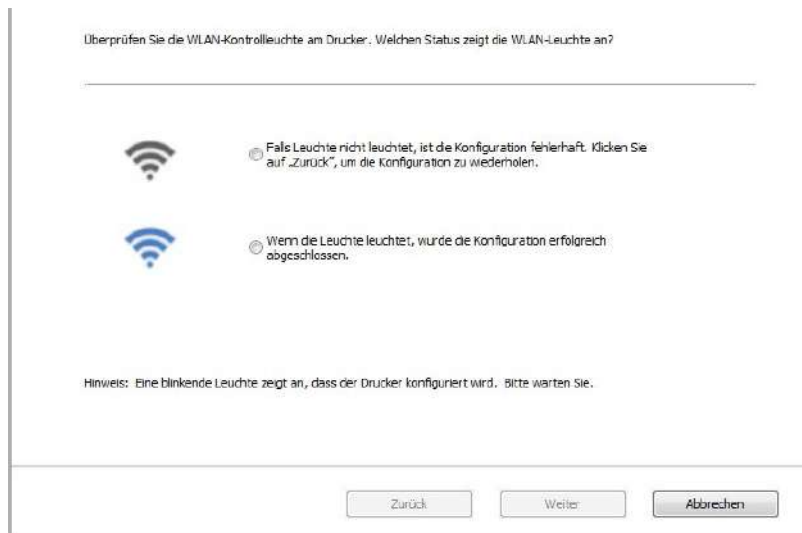 Überprüfen Sie die WLAN-Kontrollleuchte am Drucker. Welchen Status zeigt die WLAN-Leuchte an?
Falls Leuchte nicht leuchtet, ist die Konfiguration fehlerhaft. Klicken Sie
auf „Zurück“, um die Konfiguration zu wiederholen.
Wenn die Leuchte leuchtet, wurde die Konfiguration erfolgreich
abgeschlossen.
Hinweis: Eine blinkende Leuchte zeigt an, dass der Drucker konfiguriert wird. Bitte warten Sie.
Zurück
Weiter
Abbrechen